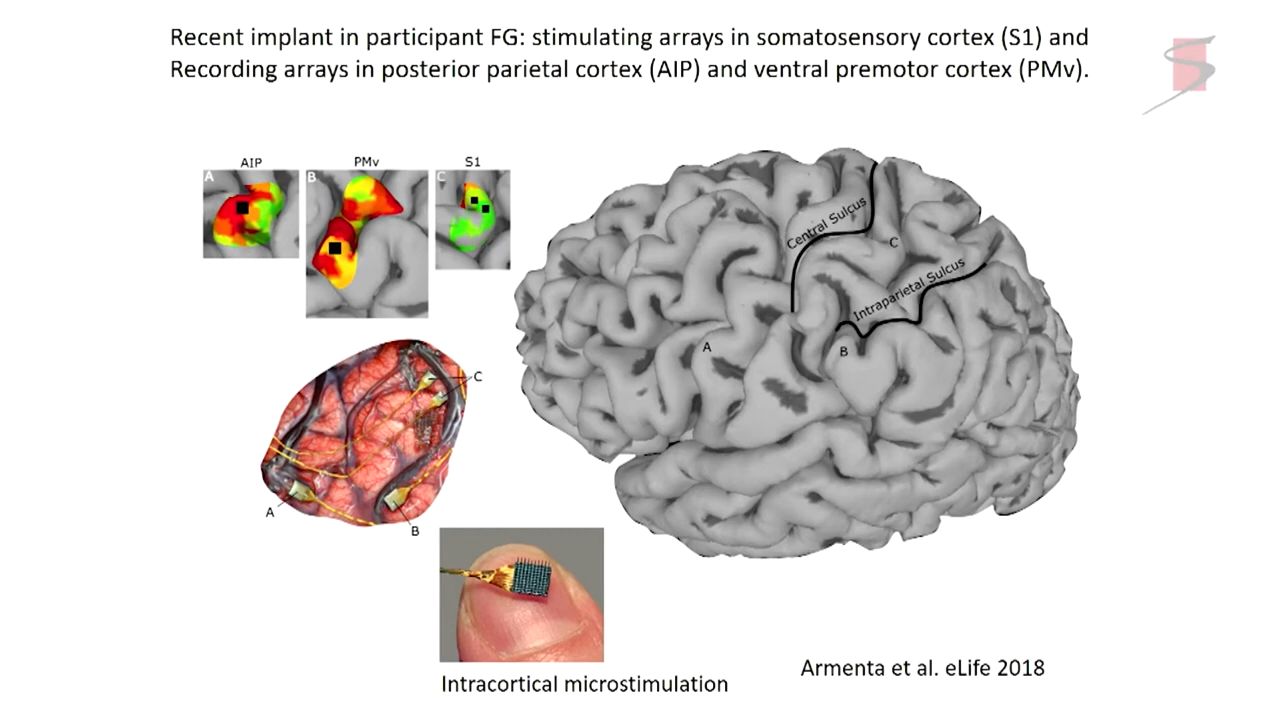 Recent implant in participant FG: stimulating arrays in somatosensory cortex (S1) and
Recording arrays in posterior parietal cortex (AIP) and ventral premotor cortex (PMv).
AIP
PMv
S1
A
B
C
Central Sulcus
C
Intraparietal Sulcus
A
B
C
A
B
Intracortical microstimulation
Armenta et al. eLife 2018